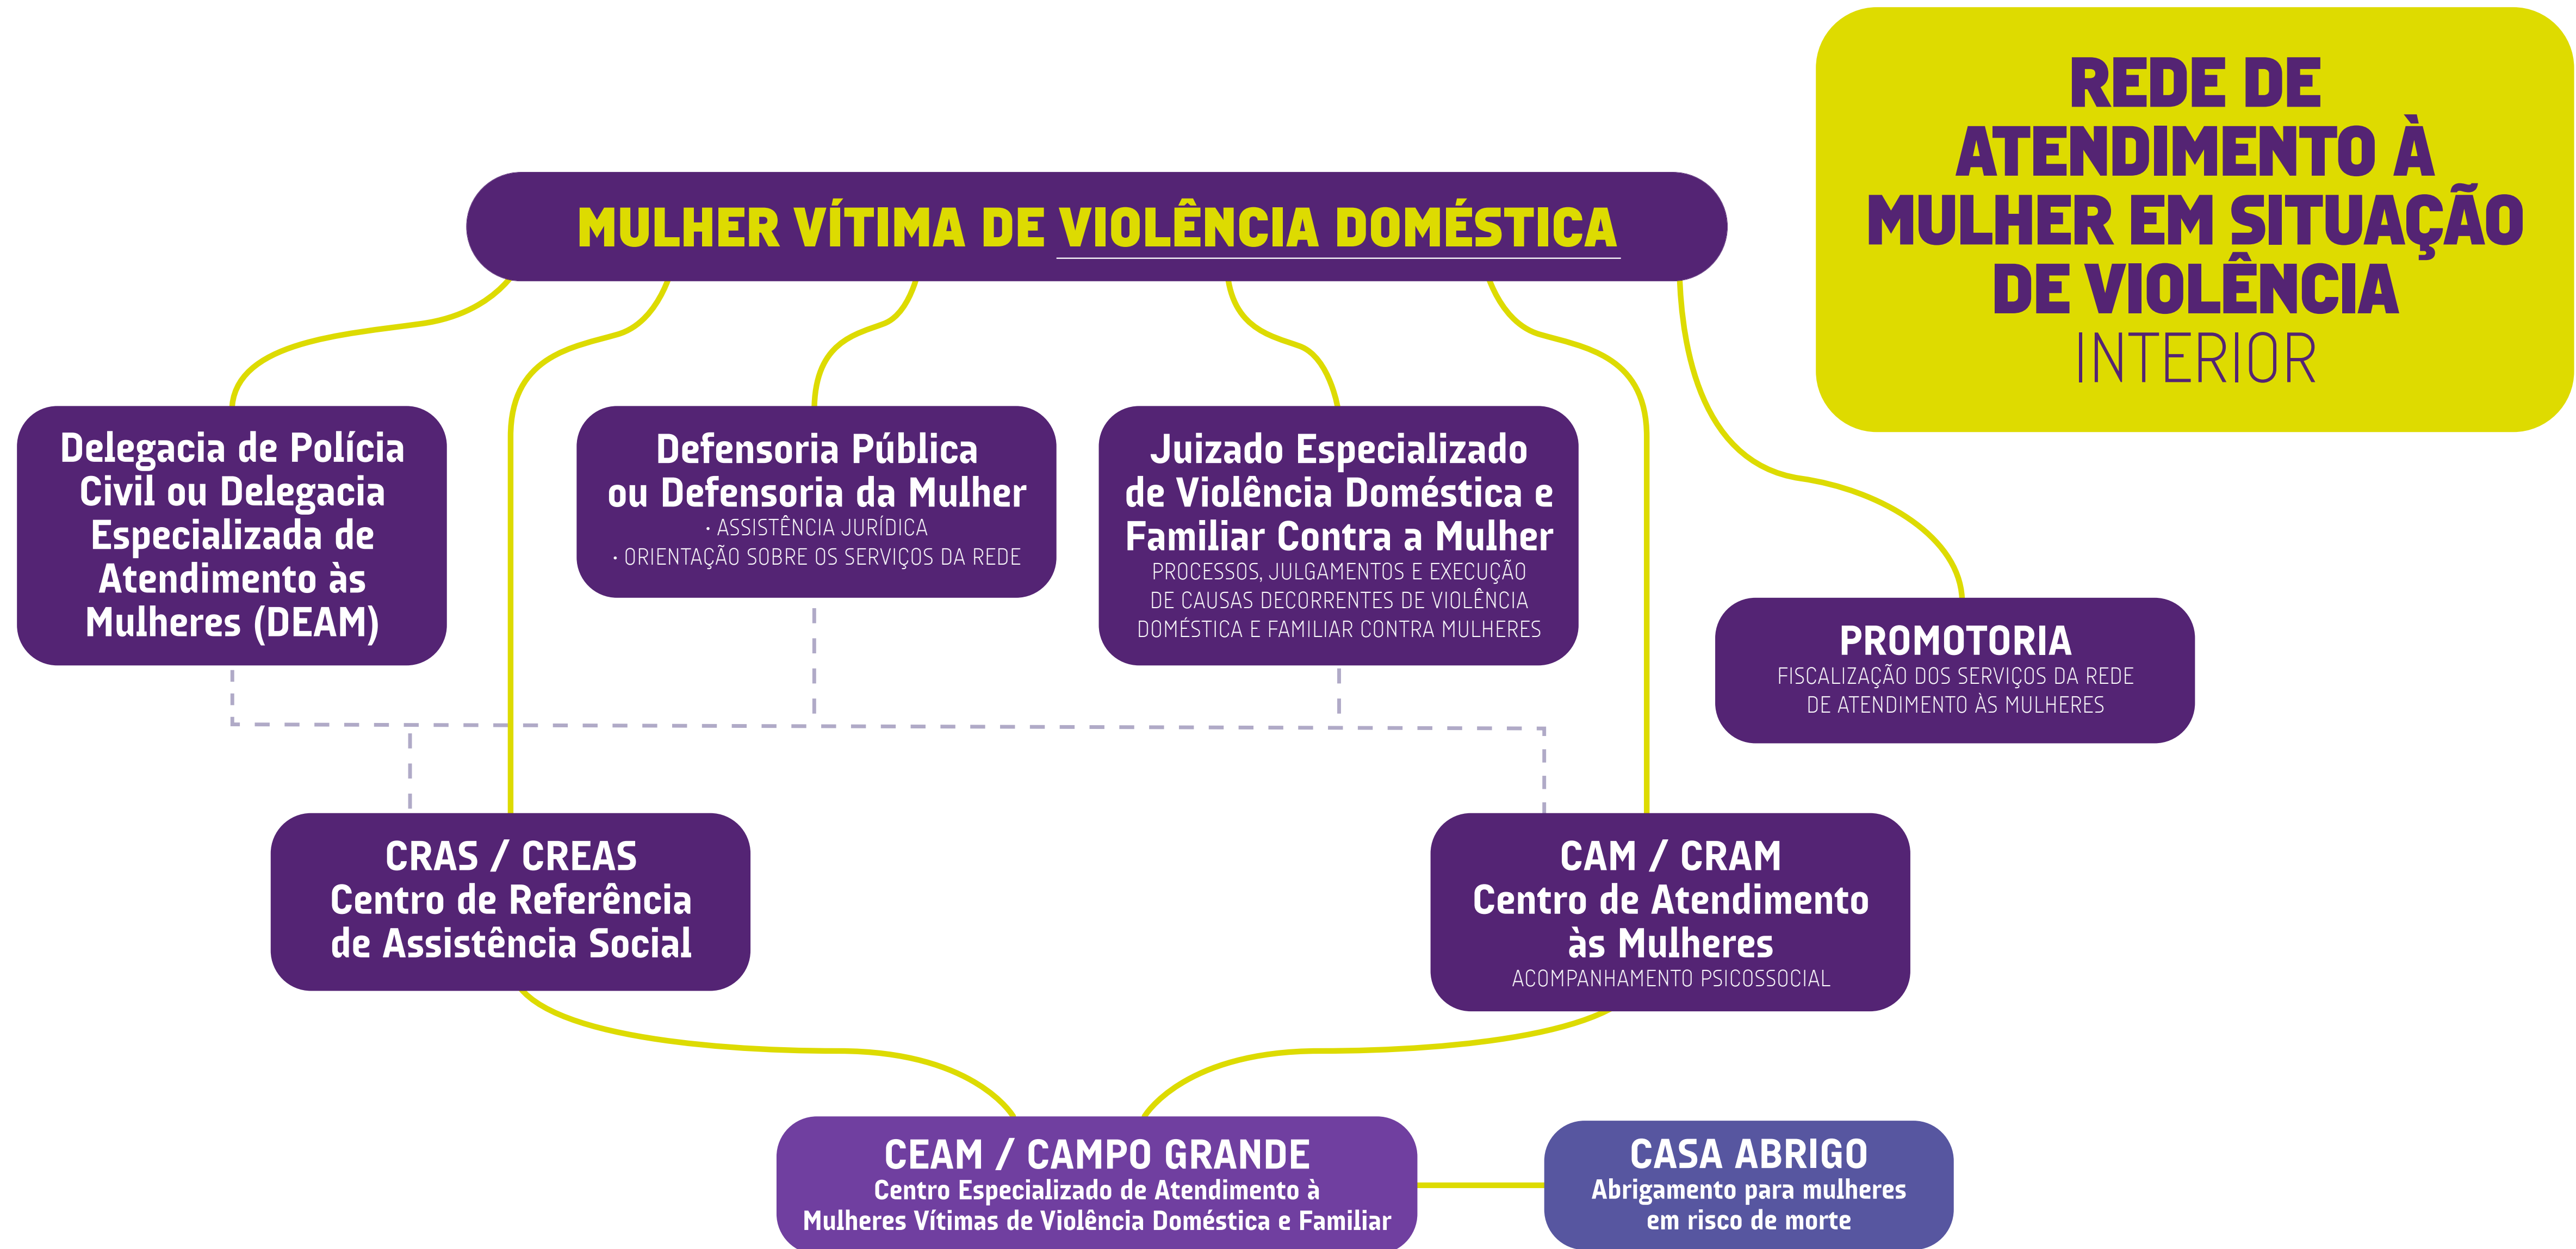 REDE DE
ATENDIMENTO À
MULHER EM SITUAÇÃO
DE VIOLÊNCIA
INTERIOR
MULHER VÍTIMA DE VIOLÊNCIA DOMÉSTICA
Delegacia de Polícia
Civil ou Delegacia
Especializada de
Atendimento às
Mulheres (DEAM)
Defensoria Pública
ou Defensoria da Mulher
• ASSISTÊNCIA JURÍDICA
• ORIENTAÇÃO SOBRE OS SERVIÇOS DA REDE
Juizado Especializado
de Violência Doméstica e
Familiar Contra a Mulher
PROCESSOS, JULGAMENTOS E EXECUÇÃO
DE CAUSAS DECORRENTES DE VIOLÊNCIA
DOMÉSTICA E FAMILIAR CONTRA MULHERES
PROMOTORIA
FISCALIZAÇÃO DOS SERVIÇOS DA REDE
DE ATENDIMENTO ÀS MULHERES
CRAS / CREAS
Centro de Referência
de Assistência Social
CAM / CRAM
Centro de Atendimento
às Mulheres
ACOMPANHAMENTO PSICOSSOCIAL
CEAM / CAMPO GRANDE
Centro Especializado de Atendimento à
Mulheres Vítimas de Violência Doméstica e Familiar
CASA ABRIGO
Abrigamento para mulheres
em risco de morte